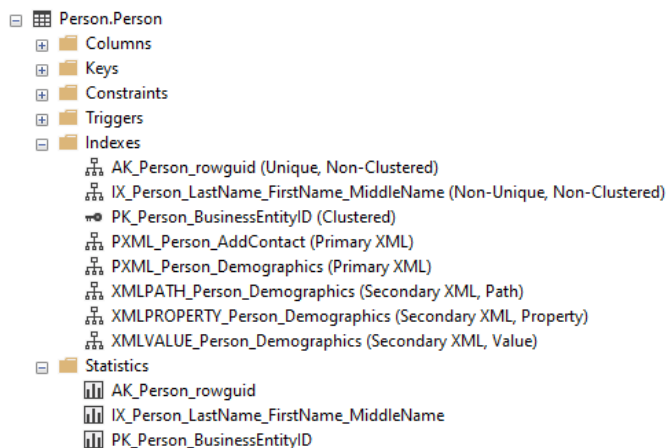 Person.Person
Columns
Keys
Constraints
Triggers
Indexes
AK_Person_rowguid (Unique, Non-Clustered)
IX_Person_LastName_FirstName_MiddleName (Non-Unique, Non-Clustered)
PK_Person_BusinessEntityID (Clustered)
PXML_Person_AddContact (Primary XML)
PXML_Person_Demographics (Primary XML)
XMLPATH_Person_Demographics (Secondary XML, Path)
XMLPROPERTY_Person_Demographics (Secondary XML, Property)
XMLVALUE_Person_Demographics (Secondary XML, Value)
Statistics
AK_Person_rowguid
IX_Person_LastName_FirstName_MiddleName
PK_Person_BusinessEntityID